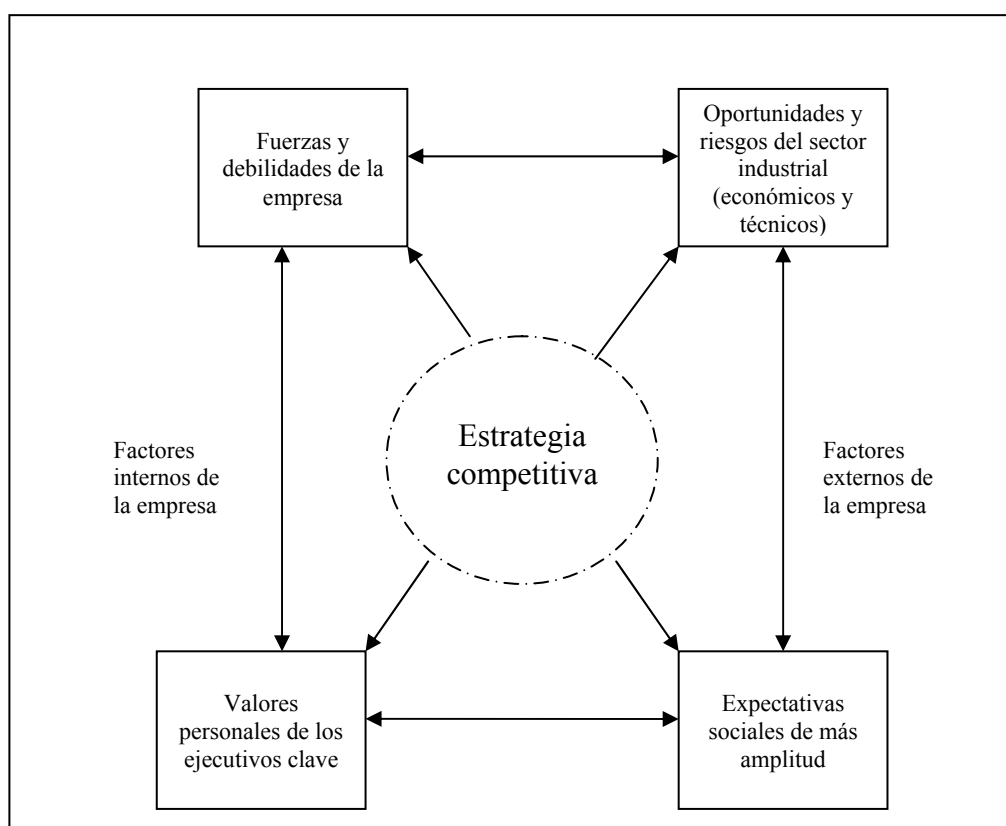 Fuerzas y
debilidades de la
empresa
Oportunidades y
riesgos del sector
industrial
(económicos y
técnicos)
Estrategia
competitiva
Factores
internos de
la empresa
Factores
externos de
la empresa
Valores
personales de los
ejecutivos clave
Expectativas
sociales de más
amplitud